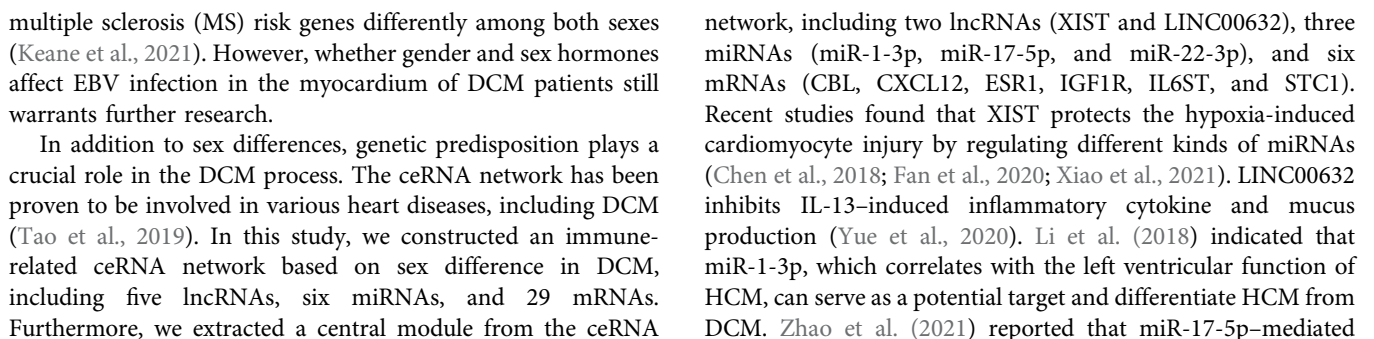 multiple sclerosis (MS) risk genes differently among both sexes
(Keane et al., 2021). However, whether gender and sex hormones
affect EBV infection in the myocardium of DCM patients still
warrants further research.
In addition to sex differences, genetic predisposition plays a
crucial role in the DCM process. The ceRNA network has been
proven to be involved in various heart diseases, including DCM
(Tao et al., 2019). In this study, we constructed an immune-
related ceRNA network based on sex difference in DCM,
including five lncRNAs, six miRNAs, and 29 mRNAs.
Furthermore, we extracted a central module from the ceRNA
network, including two lncRNAs (XIST and LINC00632), three
miRNAs (miR-1-3p, miR-17-5p, and miR-22-3p), and six
mRNAs (CBL, CXCL12, ESR1, IGF1R, IL6ST, and STC1).
Recent studies found that XIST protects the hypoxia-induced
cardiomyocyte injury by regulating different kinds of miRNAs
(Chen et al., 2018; Fan et al., 2020; Xiao et al., 2021). LINC00632
inhibits IL-13–induced inflammatory cytokine and mucus
production (Yue et al., 2020). Li et al. (2018) indicated that
miR-1-3p, which correlates with the left ventricular function of
HCM, can serve as a potential target and differentiate HCM from
DCM. Zhao et al. (2021) reported that miR-17-5p–mediated